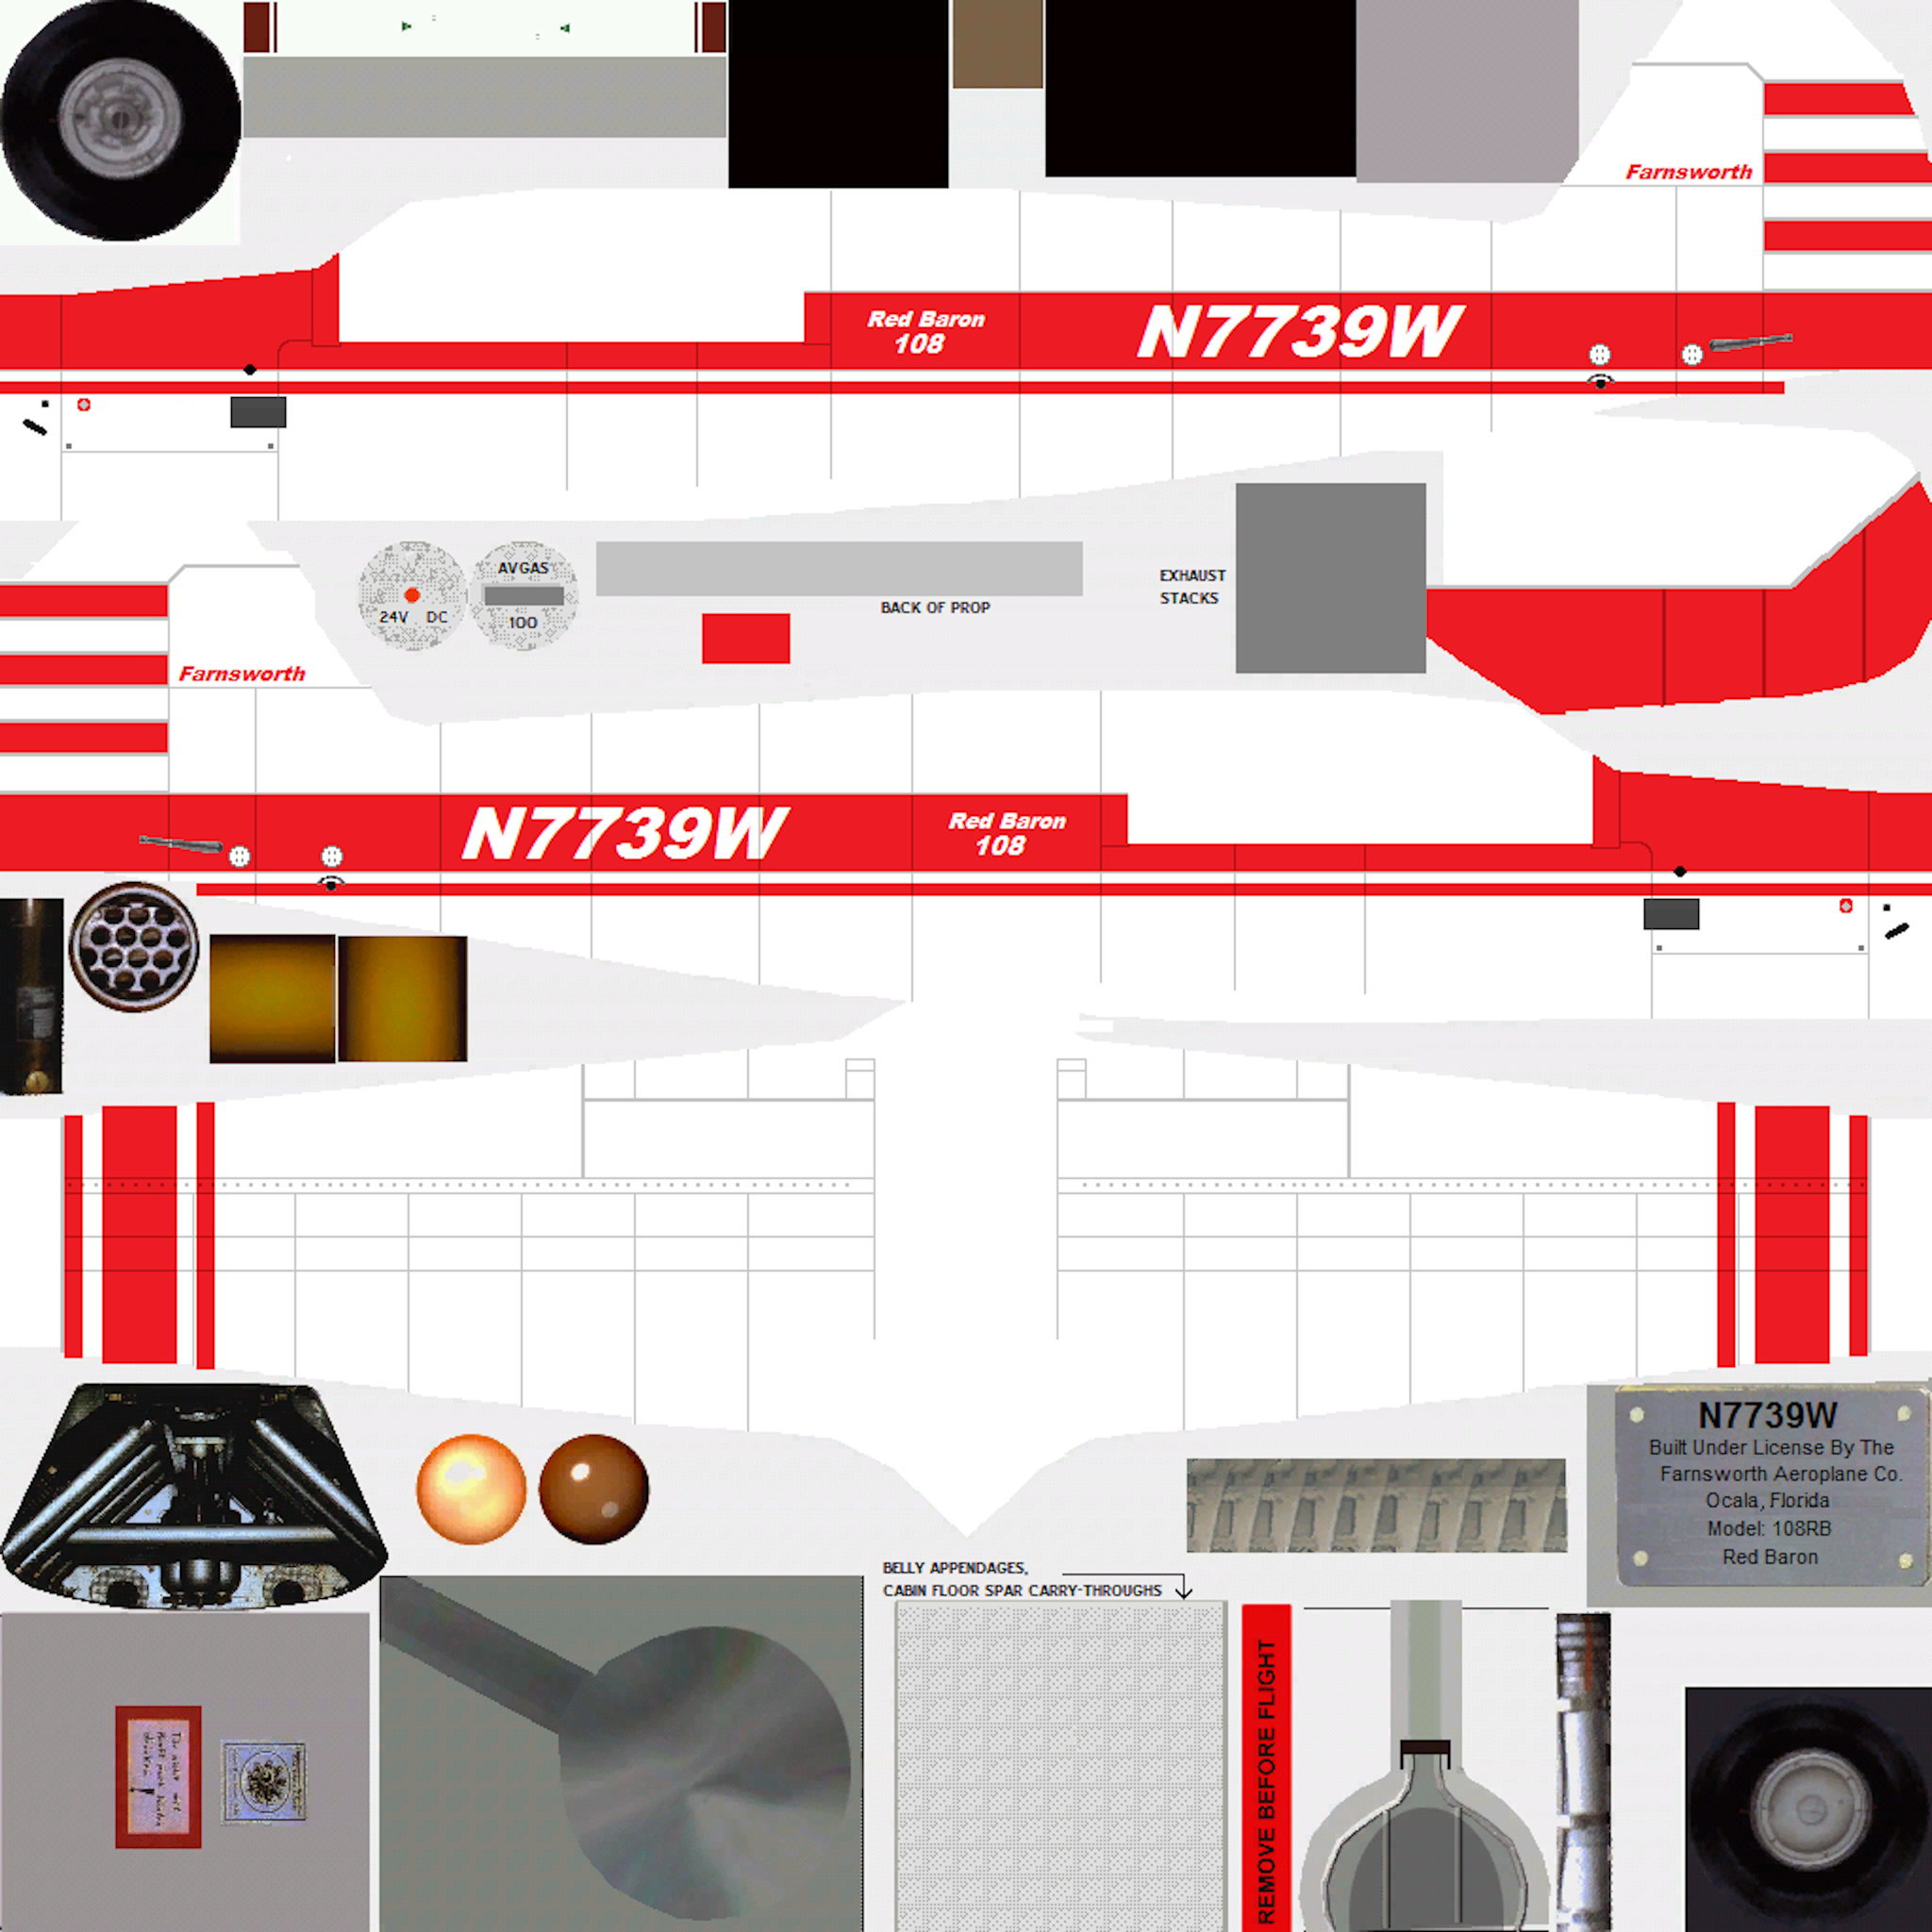 Farnsworth
Red Baron
108
N7739W
AVGAS
24V DC
100
BACK OF PROP
EXHAUST
STACKS
Farnsworth
N7739W
Red Baron
108
N7739W
Built Under License By The
Farnsworth Aeroplane Co.
Ocala, Florida
Model: 108RB
Red Baron
BELLY APPENDAGES,
CABIN FLOOR SPAR CARRY-THROUGHS
REMOVE BEFORE FLIGHT